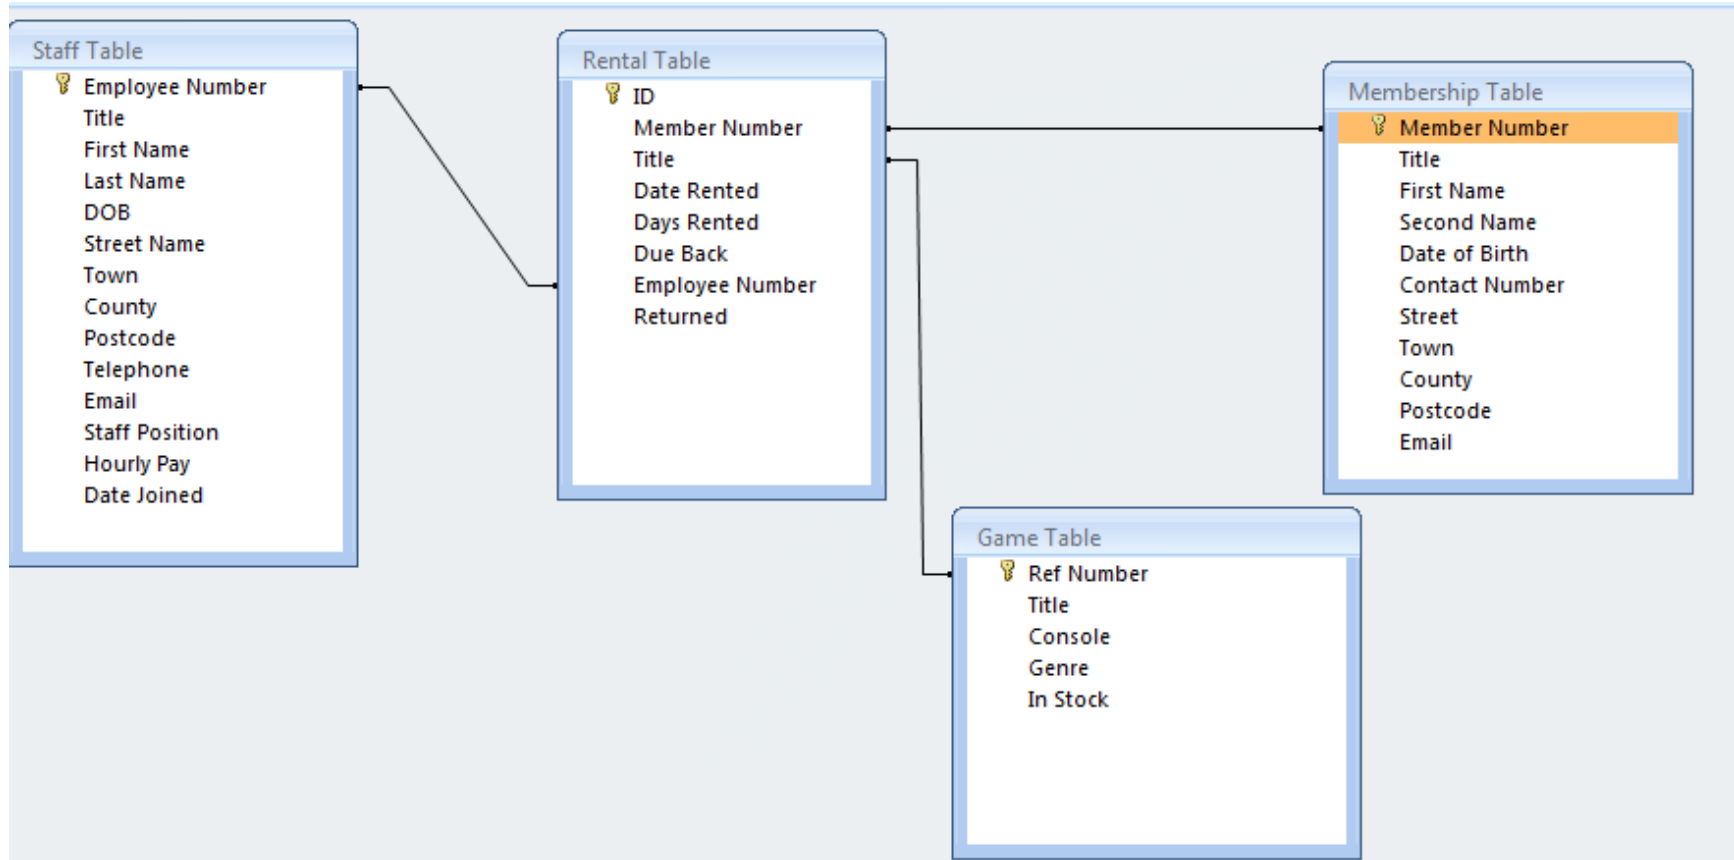 Staff Table
Employee Number
Title
First Name
Last Name
DOB
Street Name
Town
County
Postcode
Telephone
Email
Staff Position
Hourly Pay
Date Joined
Rental Table
ID
Member Number
Title
Date Rented
Days Rented
Due Back
Employee Number
Returned
Membership Table
Member Number
Title
First Name
Second Name
Date of Birth
Contact Number
Street
Town
County
Postcode
Email
Game Table
Ref Number
Title
Console
Genre
In Stock